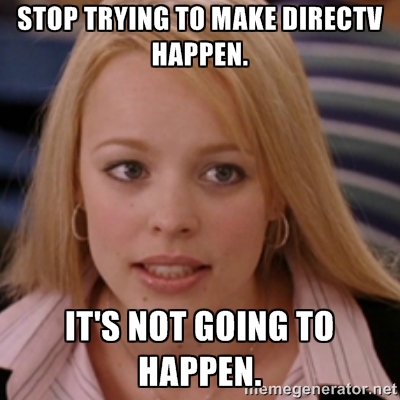 STOP TRYING TO MAKE DIRECTV
HAPPEN.
IT'S NOT GOING TO
HAPPEN.
memegenerator.net